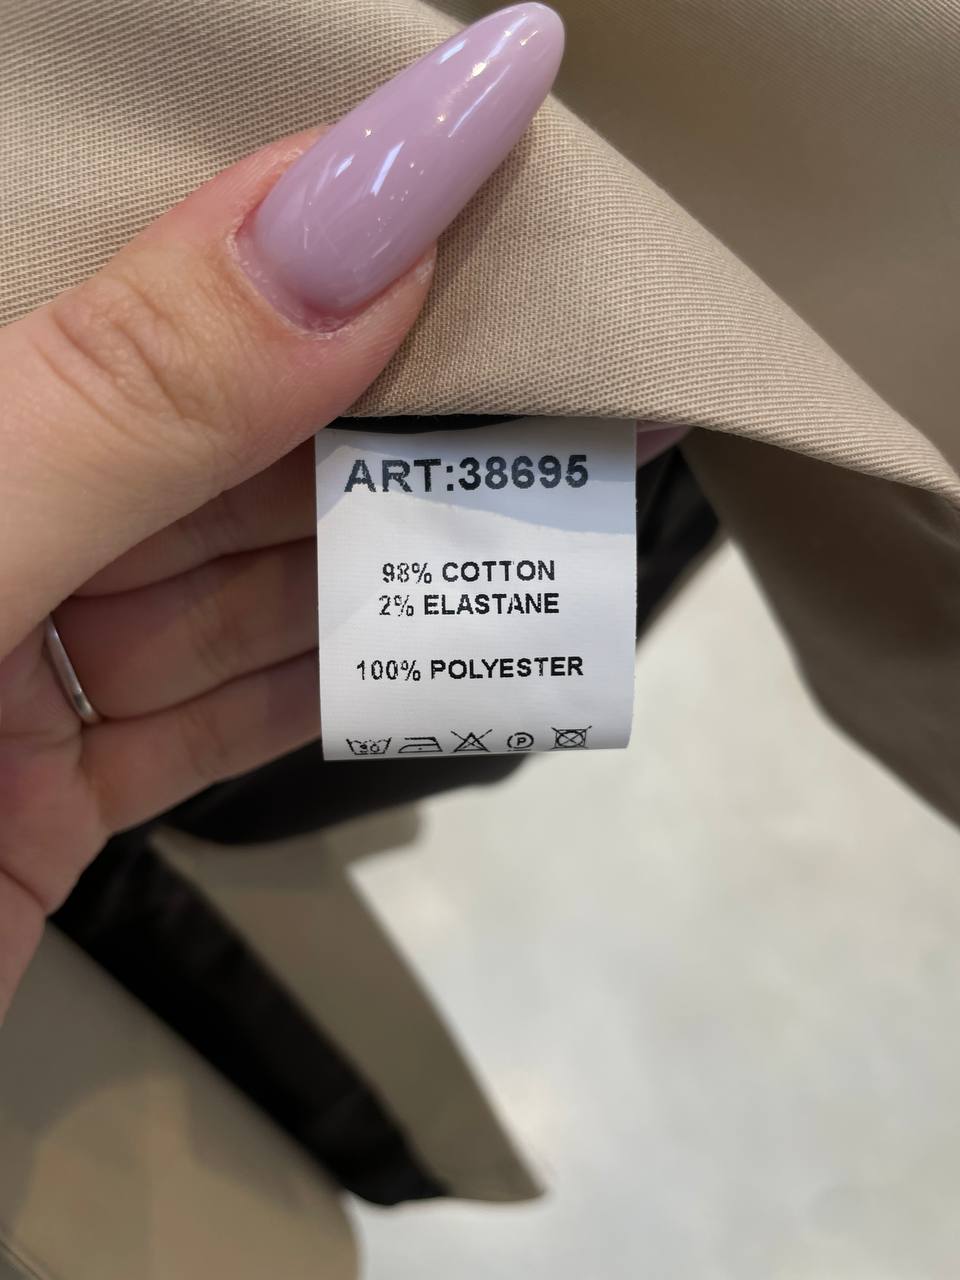 ART:38695
98% COTTON
2% ELASTANE
100% POLYESTER
P